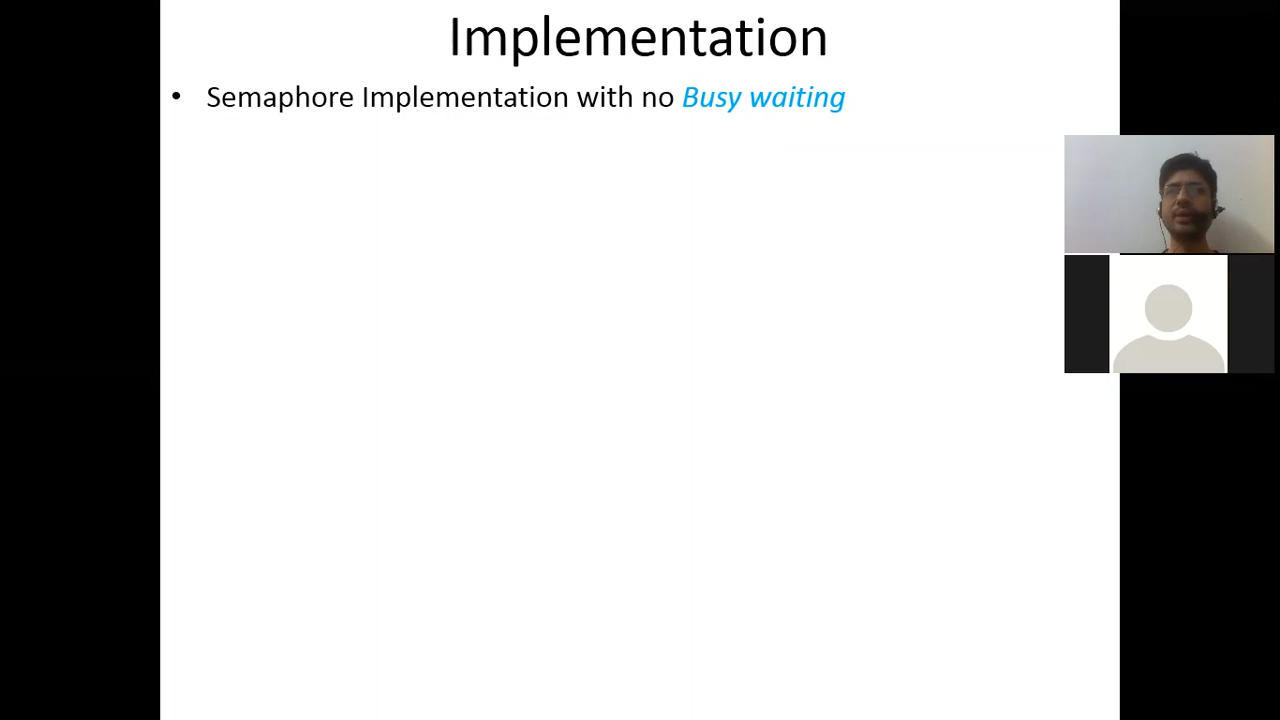 Implementation
• Semaphore Implementation with no Busy waiting